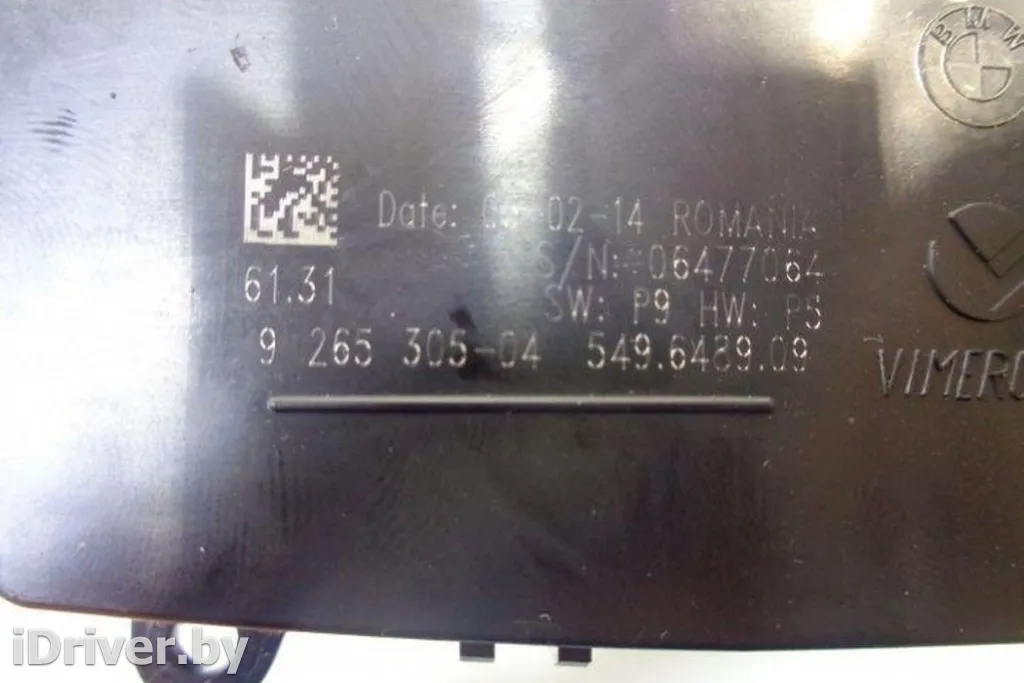 BMW
Date: -02-14 ROMANIA
S/N: 06477064
61.31
SW: P9 HW: P5
9 265 305-04 549.6489.09
iDriver.by